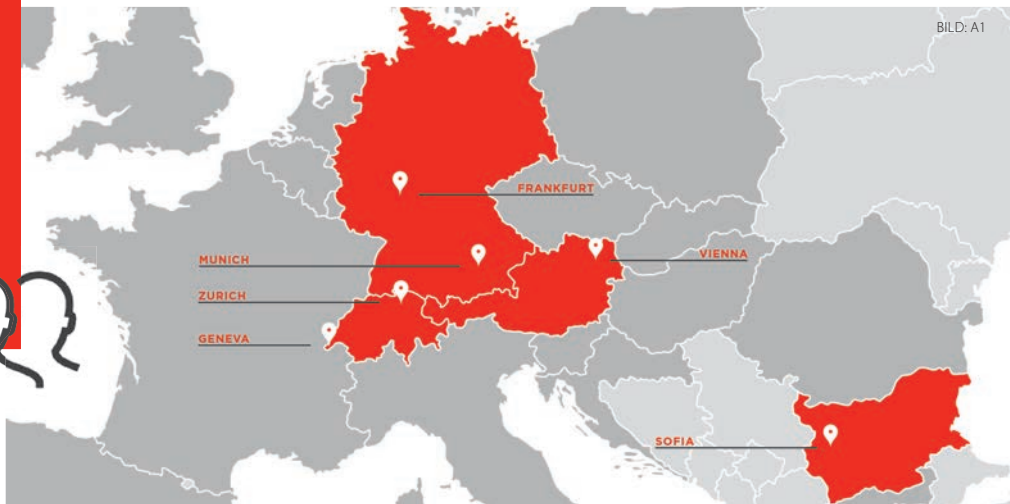 BILD: A1
FRANKFURT
MUNICH
VIENNA
ZURICH
GENEVA
SOFIA